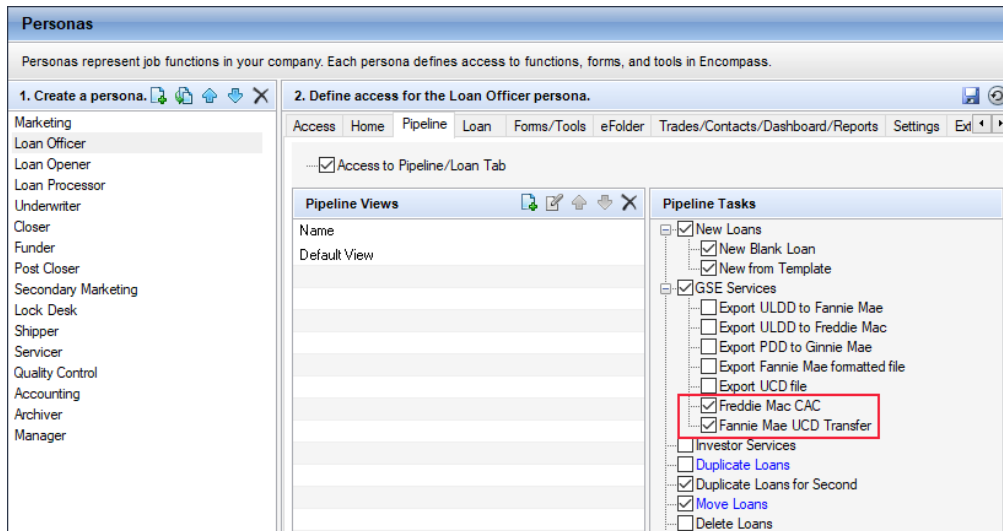 Personas
Personas represent job functions in your company. Each persona defines access to functions, forms, and tools in Encompass.
1. Create a persona.
Marketing
Loan Officer
Loan Opener
Loan Processor
Underwriter
Closer
Funder
Post Closer
Secondary Marketing
Lock Desk
Shipper
Servicer
Quality Control
Accounting
Archiver
Manager
2. Define access for the Loan Officer persona.
Access Home Pipeline Loan Forms/Tools eFolder Trades/Contacts/Dashboard/Reports Settings Ext
Access to Pipeline/Loan Tab
Pipeline Views
Name
Default View
Pipeline Tasks
New Loans
New Blank Loan
New from Template
GSE Services
Export ULDD to Fannie Mae
Export ULDD to Freddie Mac
Export PDD to Ginnie Mae
Export Fannie Mae formatted file
Export UCD file
Freddie Mac CAC
Fannie Mae UCD Transfer
Investor Services
Duplicate Loans
Duplicate Loans for Second
Move Loans
Delete Loans